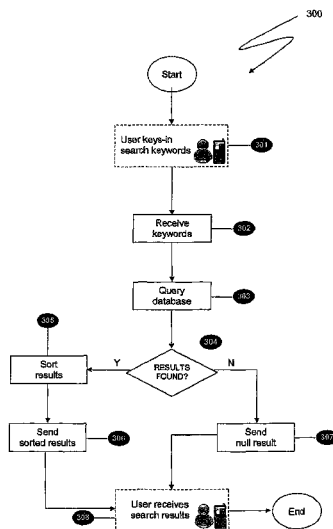 300
Start
User keys-in
search keywords
301
Receive
keywords
302
Query
database
303
304
305
RESULTS
FOUND?
Y
N
Sort
results
Send
sorted results
306
Send
null result
307
User receives
search results
308
End